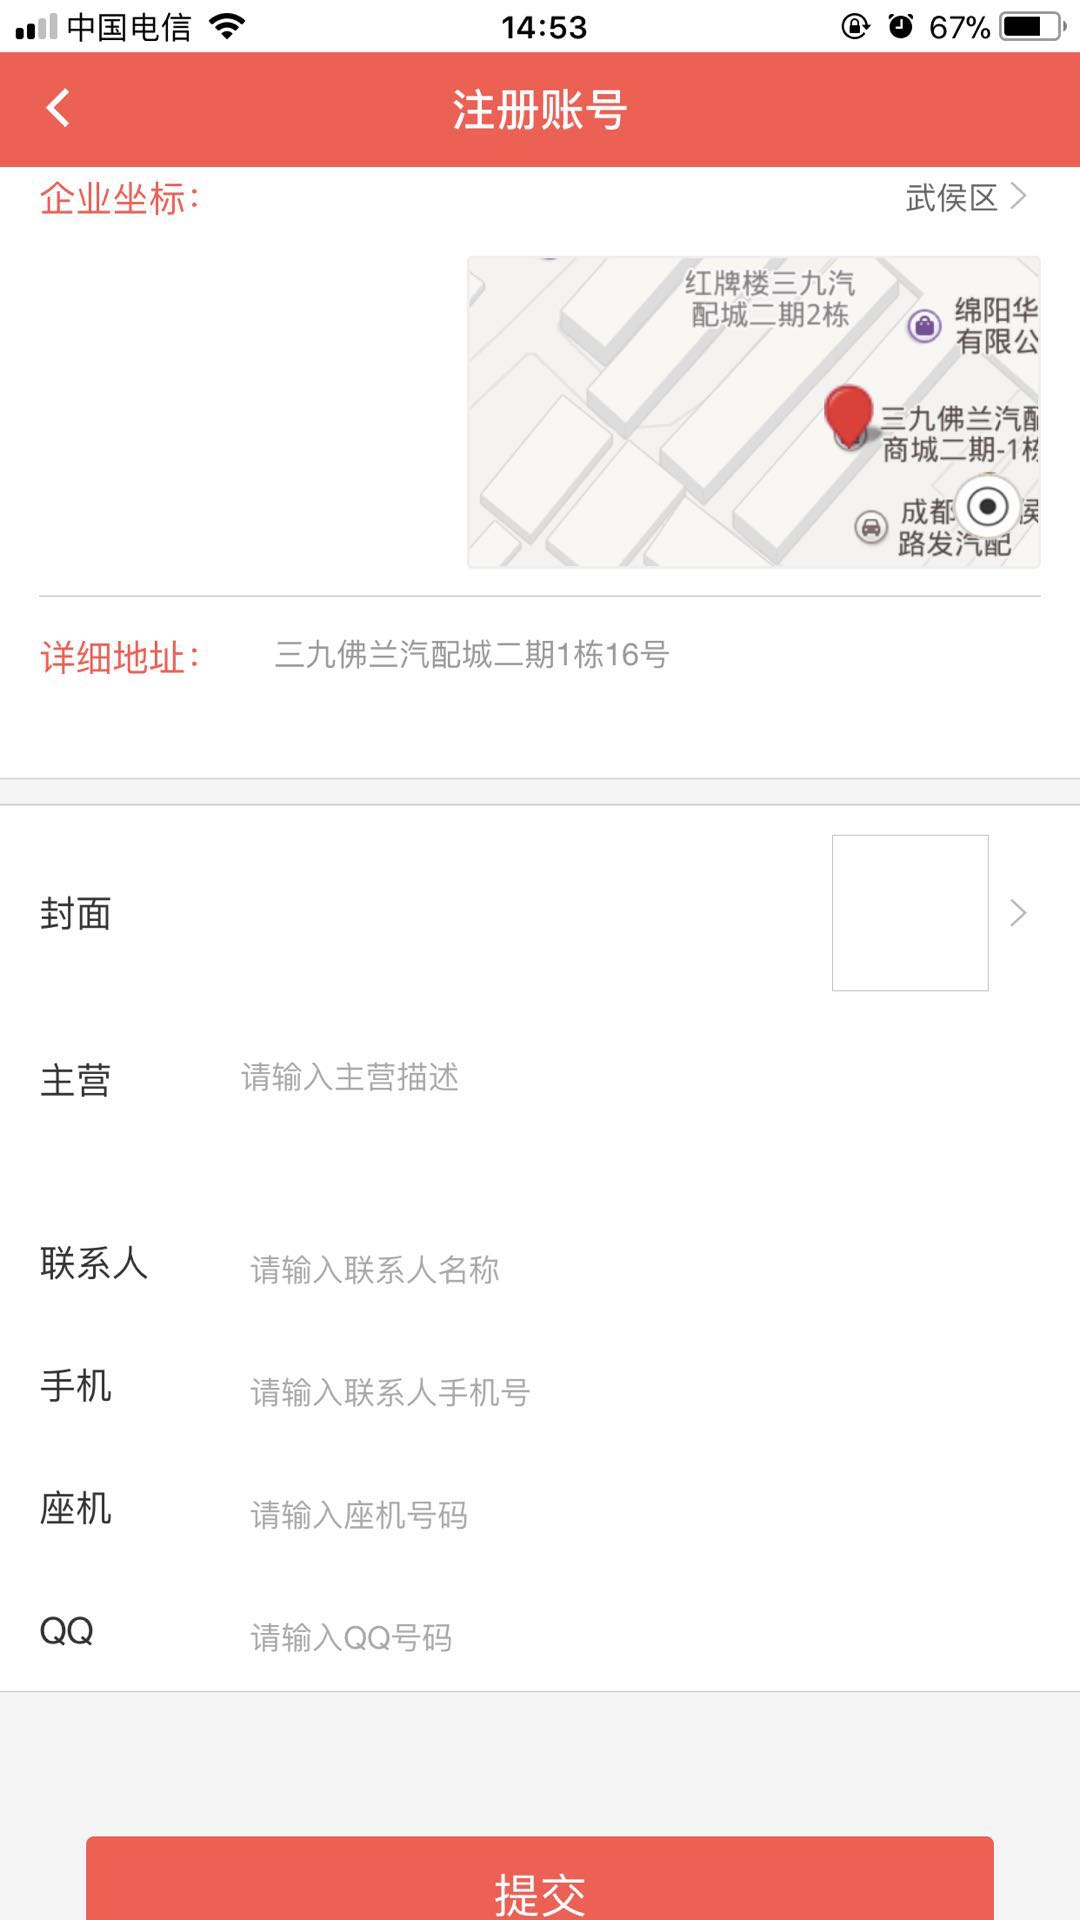 中国电信
14:53
67%
注册账号
企业坐标：
武侯区
红牌楼三九汽
配城二期2栋
绵阳华
有限公
三九佛兰汽配
商城二期-1栋
成都
侯
路发汽配
详细地址：
三九佛兰汽配城二期1栋16号
封面
主营
请输入主营描述
联系人
请输入联系人名称
手机
请输入联系人手机号
座机
请输入座机号码
QQ
请输入QQ号码
提交